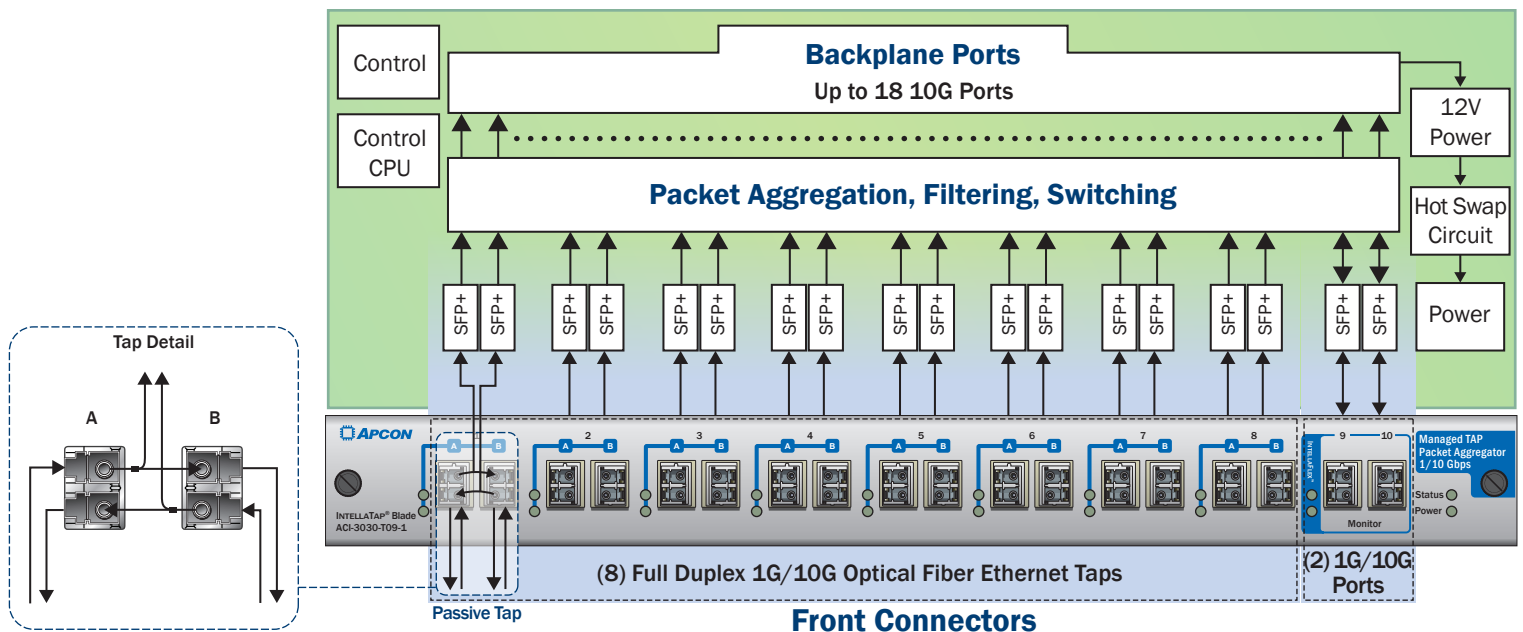 Control
Backplane Ports
Up to 18 10G Ports
12V
Power
Control
CPU
Packet Aggregation, Filtering, Switching
Hot Swap
Circuit
SFP+ SFP+ SFP+ SFP+ SFP+ SFP+ SFP+ SFP+ SFP+ SFP+ SFP+ SFP+ SFP+ SFP+ SFP+ SFP+ SFP+ SFP+
Power
Tap Detail
A B
APCON
1 2 3 4 5 6 7 8 9 10
A B A B A B A B A B A B A B A B
INTELLAFLEX®
Managed TAP
Packet Aggregator
1/10 Gbps
Status
Power
INTELLATAP® Blade
ACI-3030-T09-1
Monitor
(8) Full Duplex 1G/10G Optical Fiber Ethernet Taps
(2) 1G/10G
Ports
Passive Tap
Front Connectors